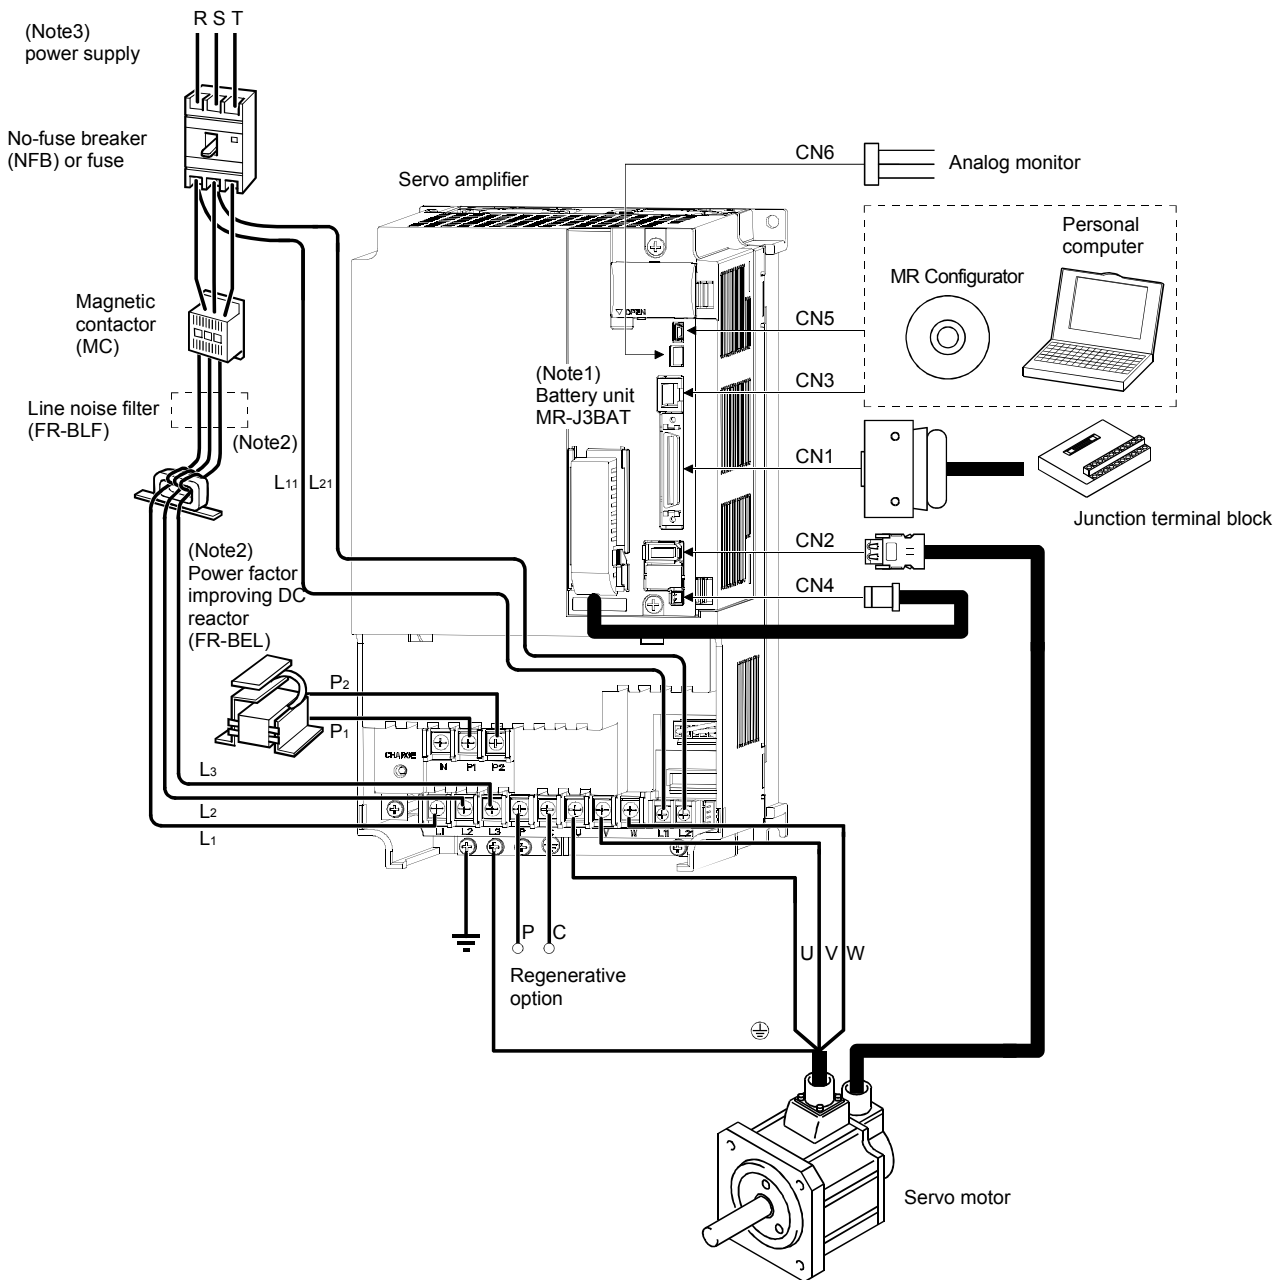 R S T
(Note3)
power supply
No-fuse breaker
(NFB) or fuse
Servo amplifier
CN6
Analog monitor
Personal
computer
MR Configurator
OPEN
CN5
Magnetic
contactor
(MC)
(Note1)
Battery unit
MR-J3BAT
CN3
Line noise filter
(FR-BLF)
(Note2)
L11 L21
CN1
Junction terminal block
(Note2)
Power factor
improving DC
reactor
(FR-BEL)
CN2
CN4
P2
P1
CHARGE
N P1 P2
L3
L2
L1
L1 L2 L3 P C U V W L11 L21
P C
Regenerative
option
U V W
Servo motor